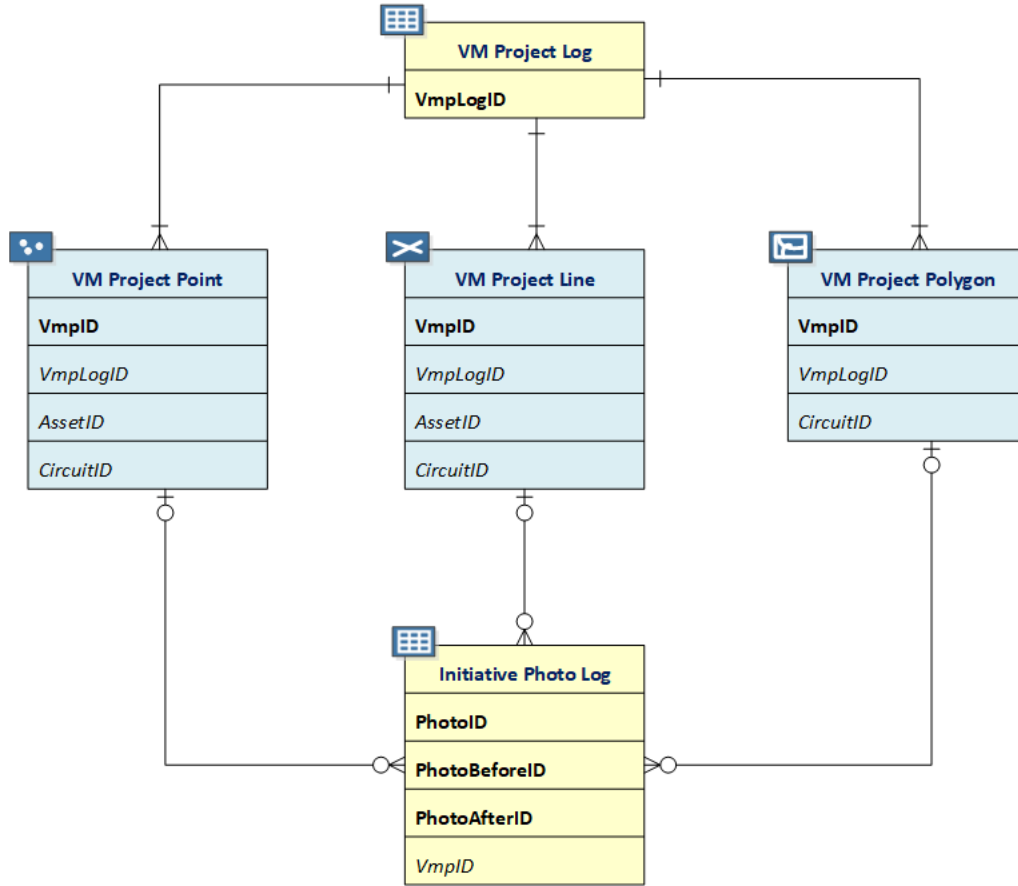 VM Project Log
VmpLogID
VM Project Point
VmpID
VmpLogID
AssetID
CircuitID
VM Project Line
VmpID
VmpLogID
AssetID
CircuitID
VM Project Polygon
VmpID
VmpLogID
CircuitID
Initiative Photo Log
PhotoID
PhotoBeforeID
PhotoAfterID
VmpID